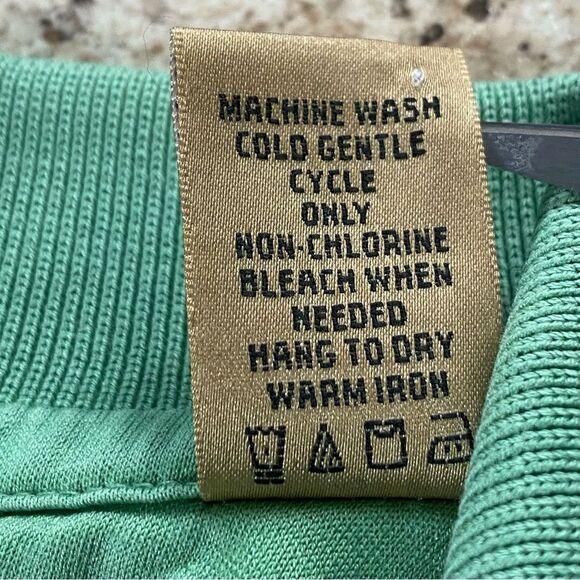 MACHINE WASH
COLD GENTLE
CYCLE
ONLY
NON-CHLORINE
BLEACH WHEN
NEEDED
HANG TO DRY
WARM IRON